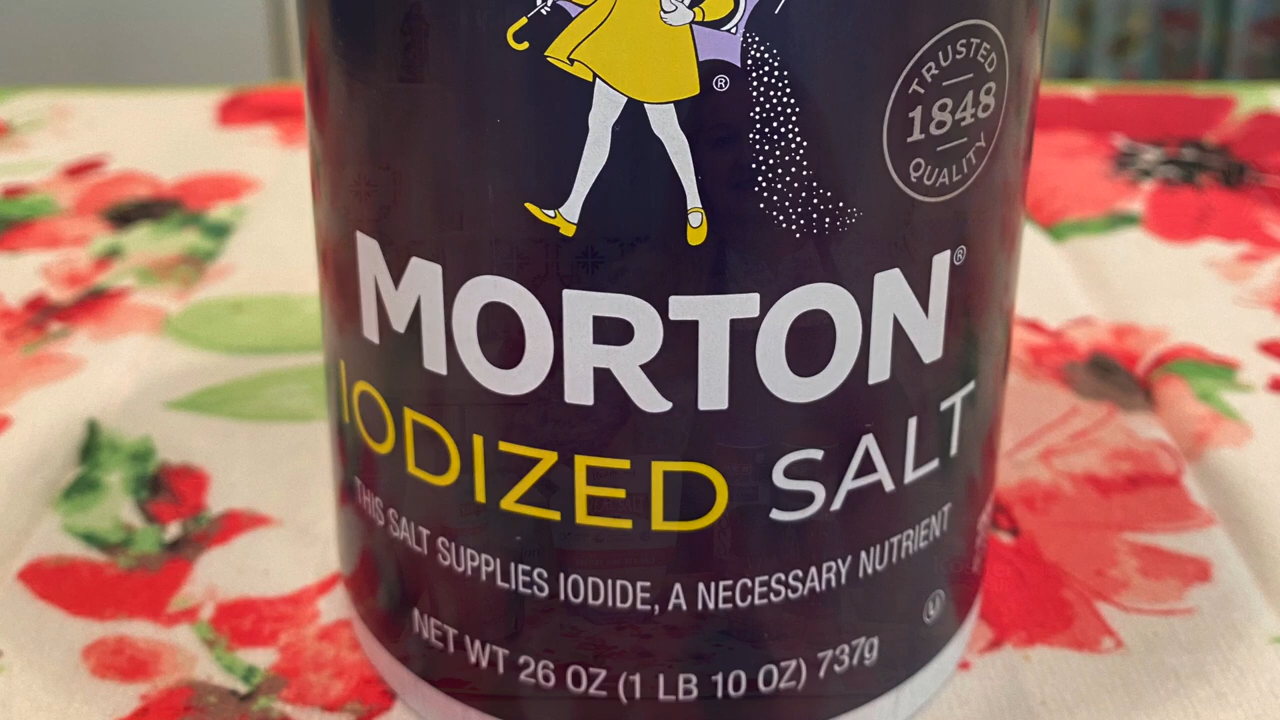 ®
TRUSTED
1848
QUALITY
MORTON®
IODIZED SALT
THIS SALT SUPPLIES IODIDE, A NECESSARY NUTRIENT
U
NET WT 26 OZ (1 LB 10 OZ) 737g